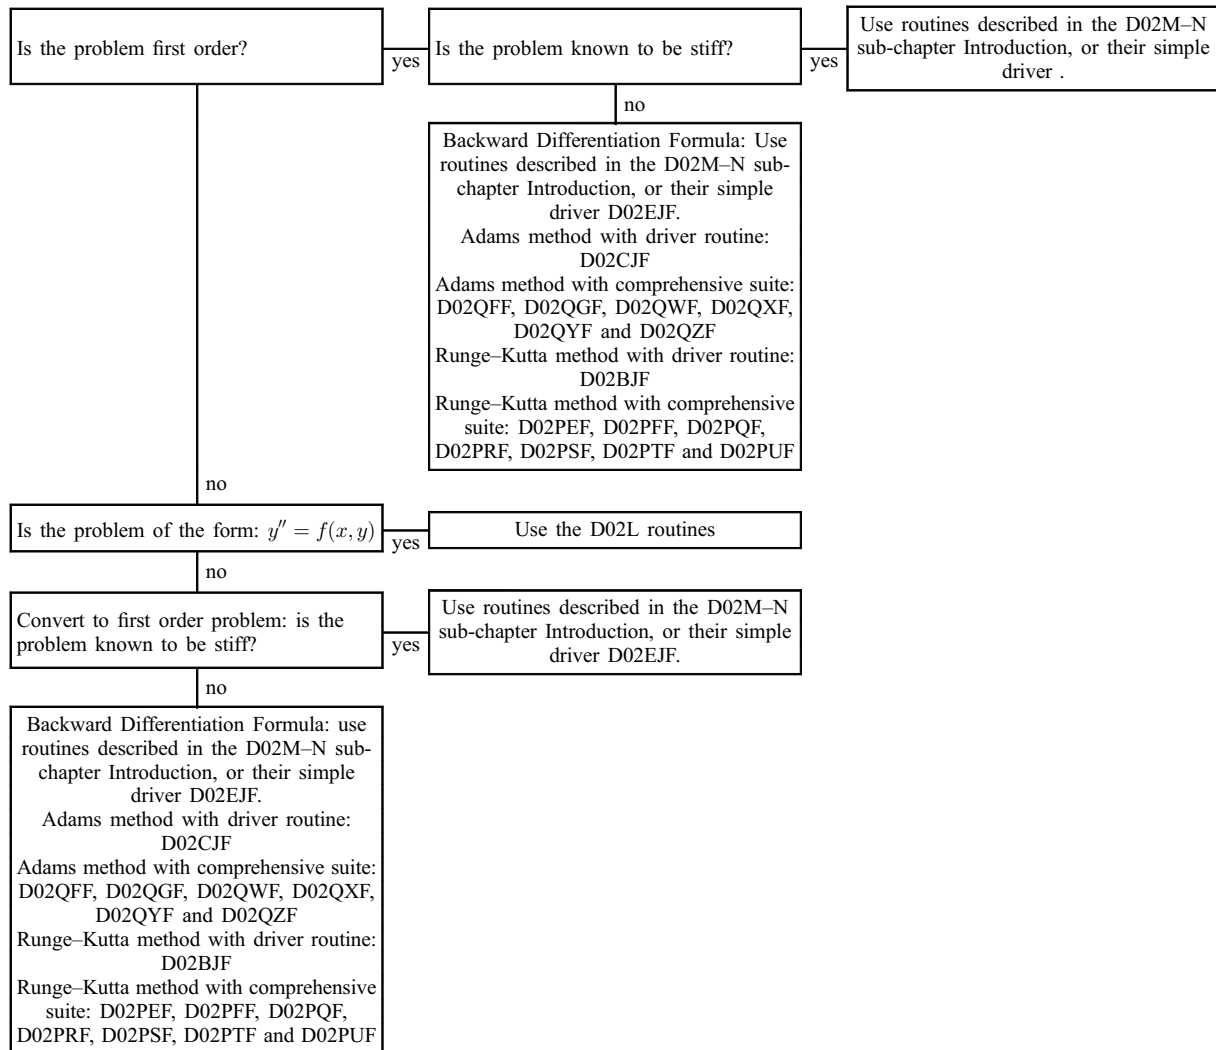 Is the problem first order?
yes
Is the problem known to be stiff?
yes
Use routines described in the D02M–N
sub-chapter Introduction, or their simple
driver .
no
Backward Differentiation Formula: Use
routines described in the D02M–N sub-
chapter Introduction, or their simple
driver D02EJF.
Adams method with driver routine:
D02CJF
Adams method with comprehensive suite:
D02QFF, D02QGF, D02QWF, D02QXF,
D02QYF and D02QZF
Runge–Kutta method with driver routine:
D02BJF
Runge–Kutta method with comprehensive
suite: D02PEF, D02PFF, D02PQF,
D02PRF, D02PSF, D02PTF and D02PUF
no
Is the problem of the form: y″ = f(x, y)
yes
Use the D02L routines
no
Convert to first order problem: is the
problem known to be stiff?
yes
Use routines described in the D02M–N
sub-chapter Introduction, or their simple
driver D02EJF.
no
Backward Differentiation Formula: use
routines described in the D02M–N sub-
chapter Introduction, or their simple
driver D02EJF.
Adams method with driver routine:
D02CJF
Adams method with comprehensive suite:
D02QFF, D02QGF, D02QWF, D02QXF,
D02QYF and D02QZF
Runge–Kutta method with driver routine:
D02BJF
Runge–Kutta method with comprehensive
suite: D02PEF, D02PFF, D02PQF,
D02PRF, D02PSF, D02PTF and D02PUF